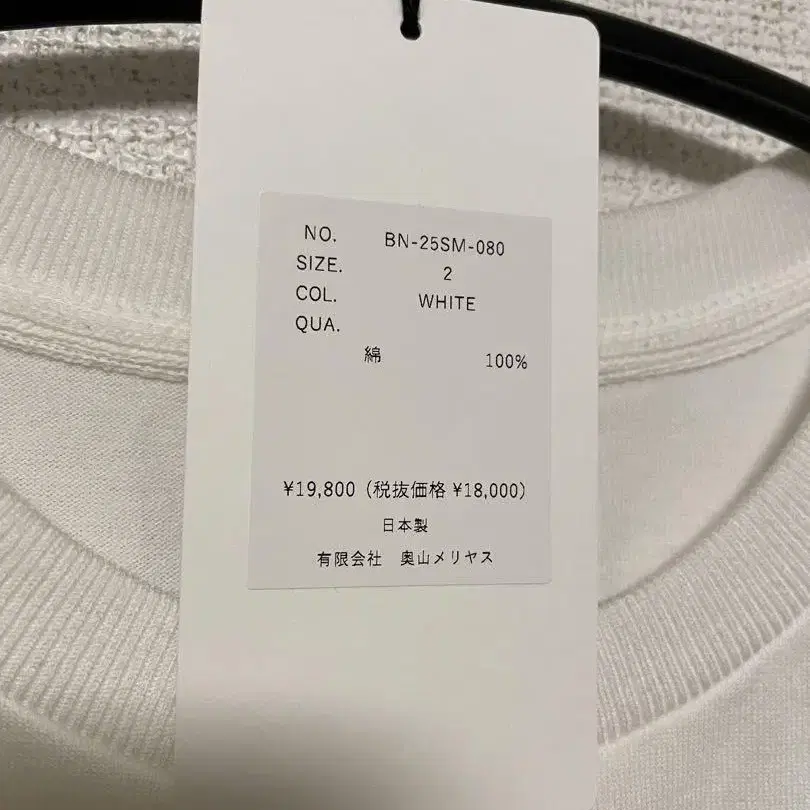 NO. BN-25SM-080
SIZE. 2
COL. WHITE
QUA.
綿 100%
¥19,800 (税抜価格 ¥18,000)
日本製
有限会社 奥山メリヤス